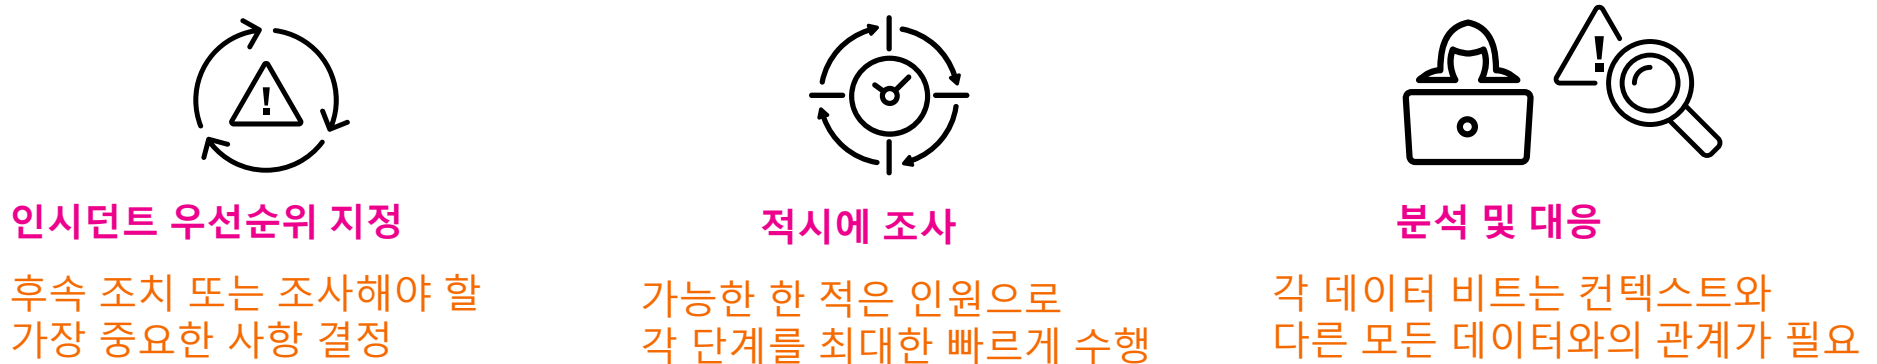 인시던트 우선순위 지정
후속 조치 또는 조사해야 할
가장 중요한 사항 결정
적시에 조사
가능한 한 적은 인원으로
각 단계를 최대한 빠르게 수행
분석 및 대응
각 데이터 비트는 컨텍스트와
다른 모든 데이터와의 관계가 필요